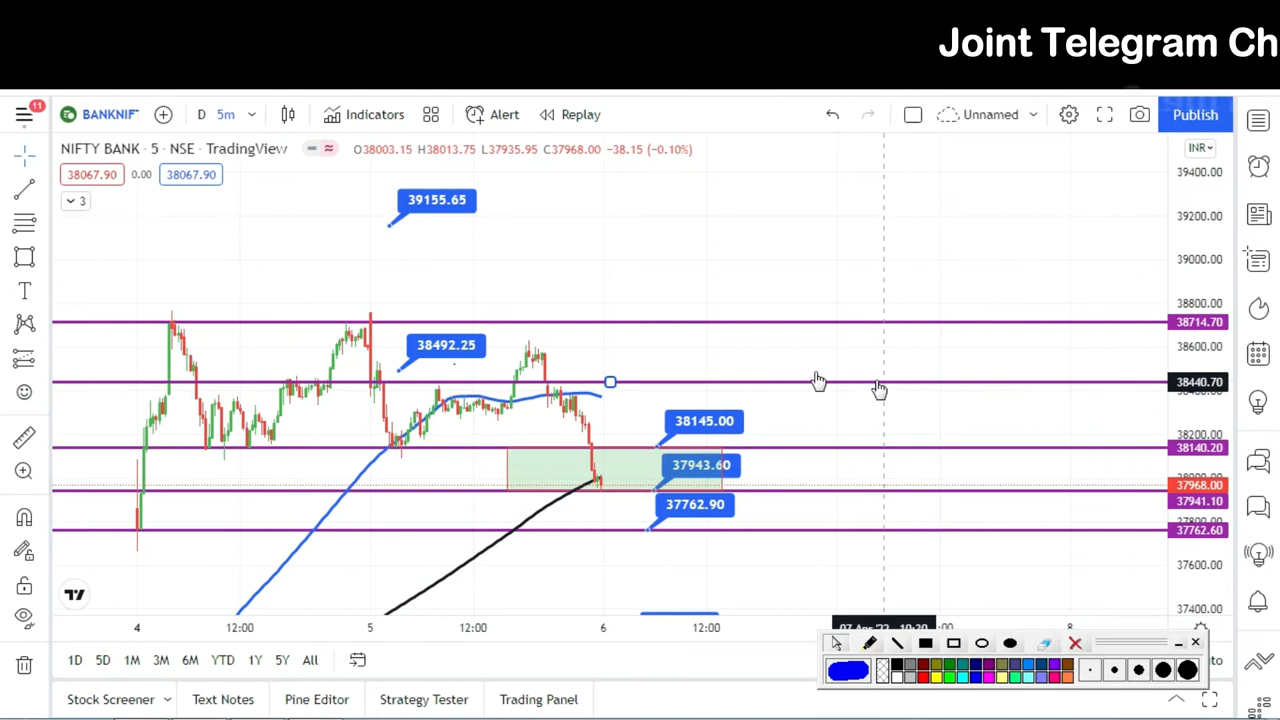 Joint Telegram Ch
11
BANKNIF
D
5m
Indicators
Alert
Replay
Unnamed
Publish
NIFTY BANK · 5 · NSE · TradingView
O38003.15 H38013.75 L37935.95 C37968.00 −38.15 (−0.10%)
INR
38067.90
0.00
38067.90
3
39400.00
39200.00
39000.00
38800.00
38714.70
38600.00
38440.70
38200.00
38140.20
37968.00
37941.10
37762.60
37600.00
37400.00
39155.65
38492.25
38145.00
37943.60
37762.90
4
12:00
5
12:00
6
12:00
07 Apr '22
10:20
:00
8
1D 5D 1M 3M 6M YTD 1Y 5Y All
Stock Screener
Text Notes
Pine Editor
Strategy Tester
Trading Panel